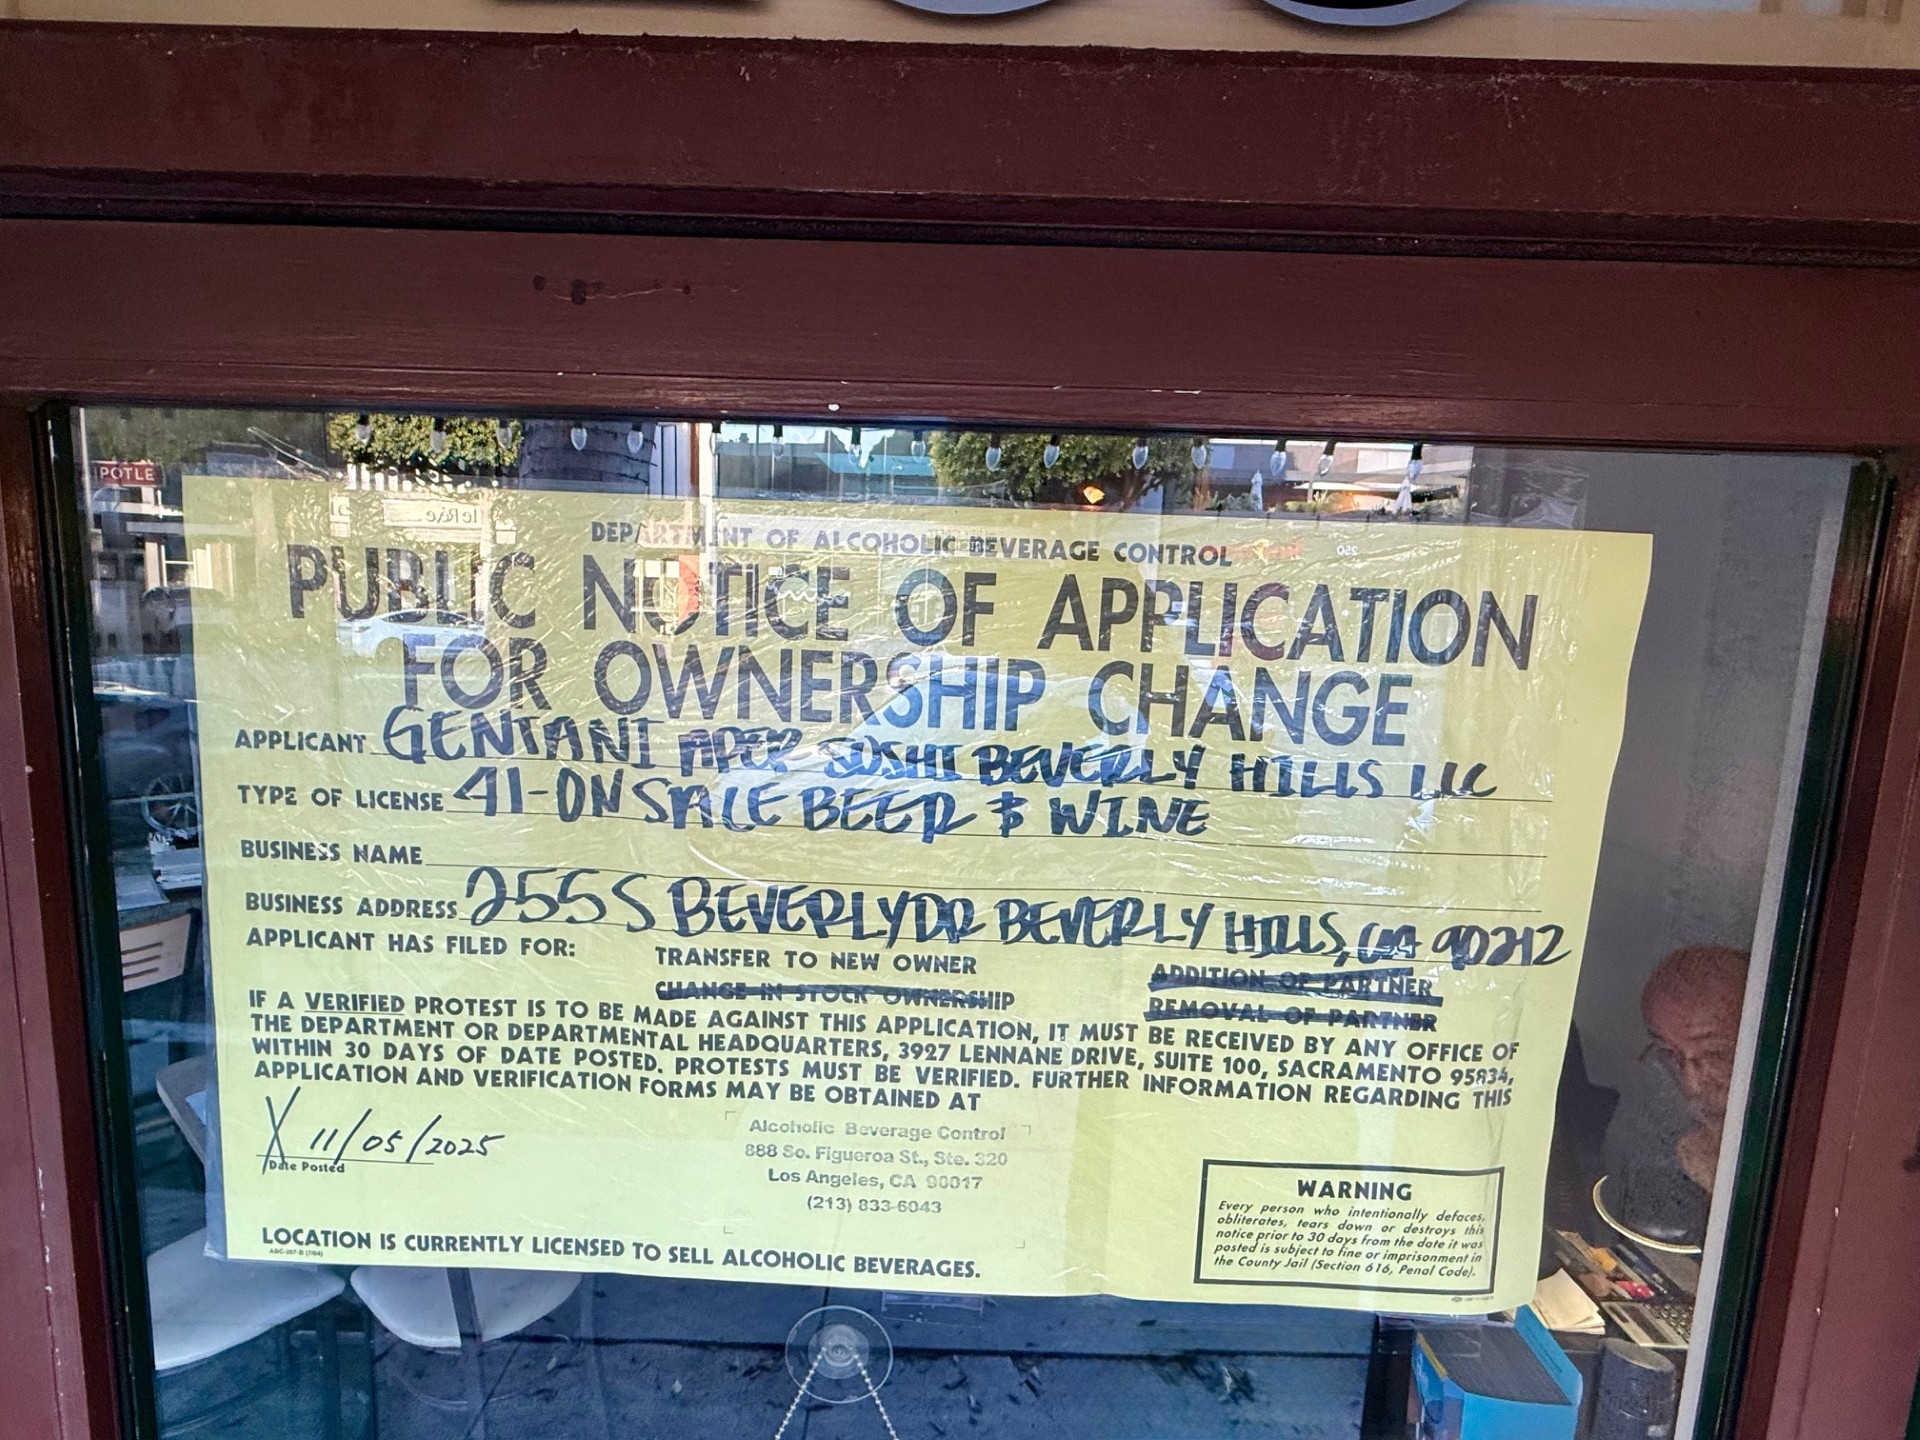 POTLE
DEPARTMENT OF ALCOHOLIC BEVERAGE CONTROL
PUBLIC NOTICE OF APPLICATION
FOR OWNERSHIP CHANGE
APPLICANT GENTANI SUSHI BEVERLY HILLS LLC
TYPE OF LICENSE 41-ON SALE BEER & WINE
BUSINESS NAME
BUSINESS ADDRESS 255 S BEVERLY DR BEVERLY HILLS, CA 90212
APPLICANT HAS FILED FOR:
TRANSFER TO NEW OWNER
ADDITION OF PARTNER
CHANGE IN STOCK OWNERSHIP
REMOVAL OF PARTNER
IF A VERIFIED PROTEST IS TO BE MADE AGAINST THIS APPLICATION, IT MUST BE RECEIVED BY ANY OFFICE OF
THE DEPARTMENT OR DEPARTMENTAL HEADQUARTERS, 3927 LENNANE DRIVE, SUITE 100, SACRAMENTO 95834,
WITHIN 30 DAYS OF DATE POSTED. PROTESTS MUST BE VERIFIED. FURTHER INFORMATION REGARDING THIS
APPLICATION AND VERIFICATION FORMS MAY BE OBTAINED AT
X 11/05/2025
Date Posted
Alcoholic Beverage Control
888 So. Figueroa St., Ste. 320
Los Angeles, CA 90017
(213) 833-6043
WARNING
Every person who intentionally defaces,
obliterates, tears down or destroys this
notice prior to 30 days from the date it was
posted is subject to fine or imprisonment in
the County Jail (Section 616, Penal Code).
LOCATION IS CURRENTLY LICENSED TO SELL ALCOHOLIC BEVERAGES.
ABC-207-B (7/04)